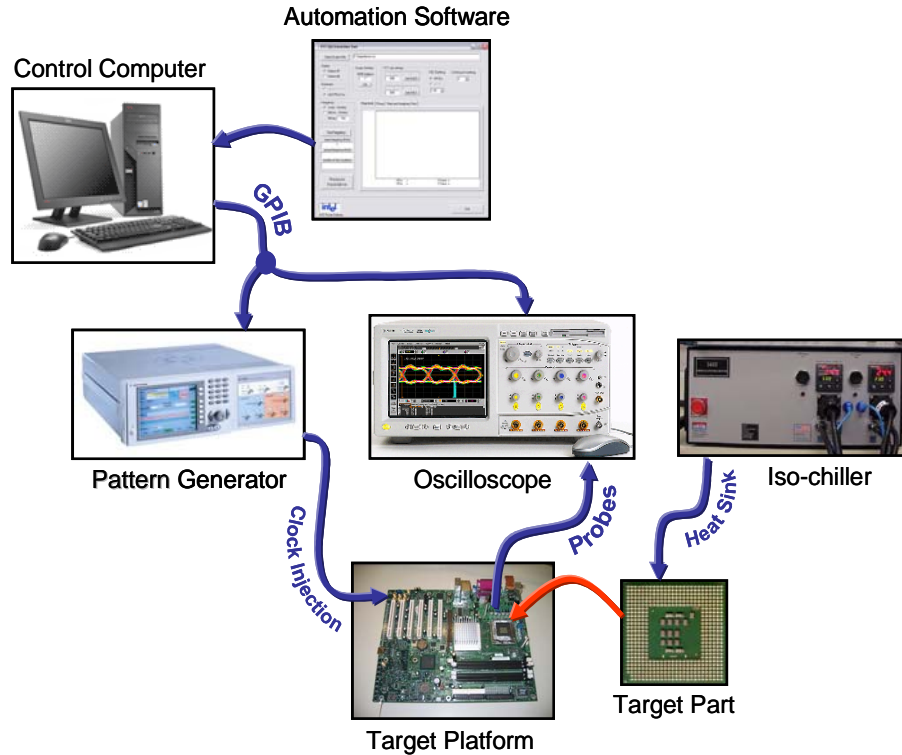 Automation Software
Control Computer
GPIB
intel
Pattern Generator
Oscilloscope
Iso-chiller
Clock Injection
Probes
Heat Sink
Target Part
Target Platform